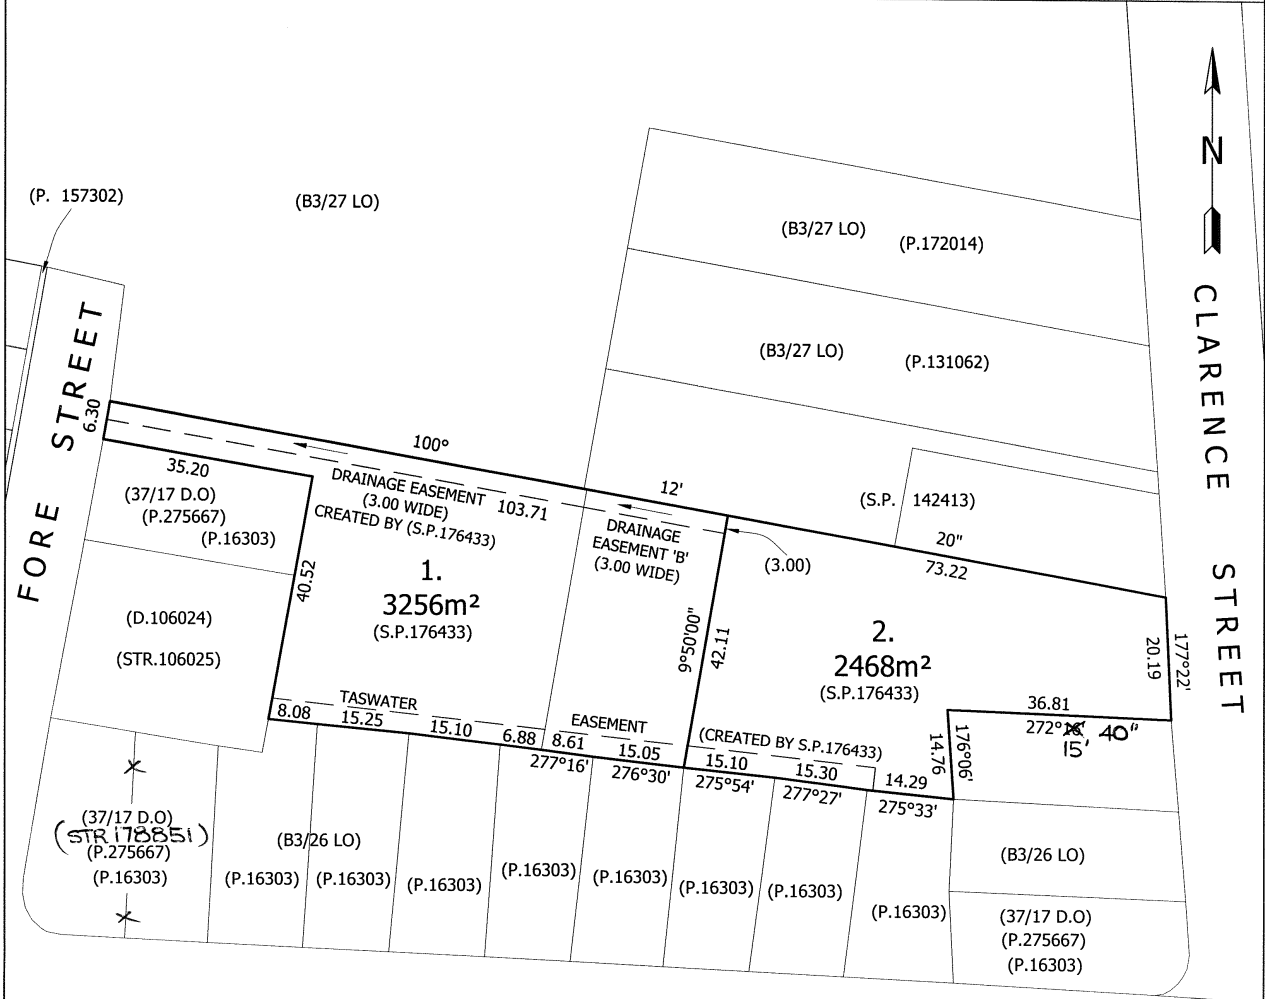 (P. 157302)
(B3/27 LO)
(B3/27 LO)
(P.172014)
N
(B3/27 LO)
(P.131062)
CLARENCE STREET
FORE STREET
6.30
100°
12'
20"
(S.P. 142413)
35.20
DRAINAGE EASEMENT
(3.00 WIDE)
CREATED BY (S.P.176433)
103.71
DRAINAGE
EASEMENT 'B'
(3.00 WIDE)
(3.00)
73.22
(37/17 D.O)
(P.275667)
(P.16303)
40.52
1.
3256m²
(S.P.176433)
9°50'00"
42.11
2.
2468m²
(S.P.176433)
20.19
177°22'
(D.106024)
(STR.106025)
TASWATER
EASEMENT
(CREATED BY S.P.176433)
36.81
272°16' 40"
15'
176°06'
14.76
8.08
15.25
15.10
6.88
8.61
15.05
15.10
15.30
14.29
277°16'
276°30'
275°54'
277°27'
275°33'
(37/17 D.O)
(STR178851)
(P.275667)
(P.16303)
(B3/26 LO)
(P.16303)
(P.16303)
(P.16303)
(P.16303)
(P.16303)
(P.16303)
(P.16303)
(P.16303)
(B3/26 LO)
(37/17 D.O)
(P.275667)
(P.16303)